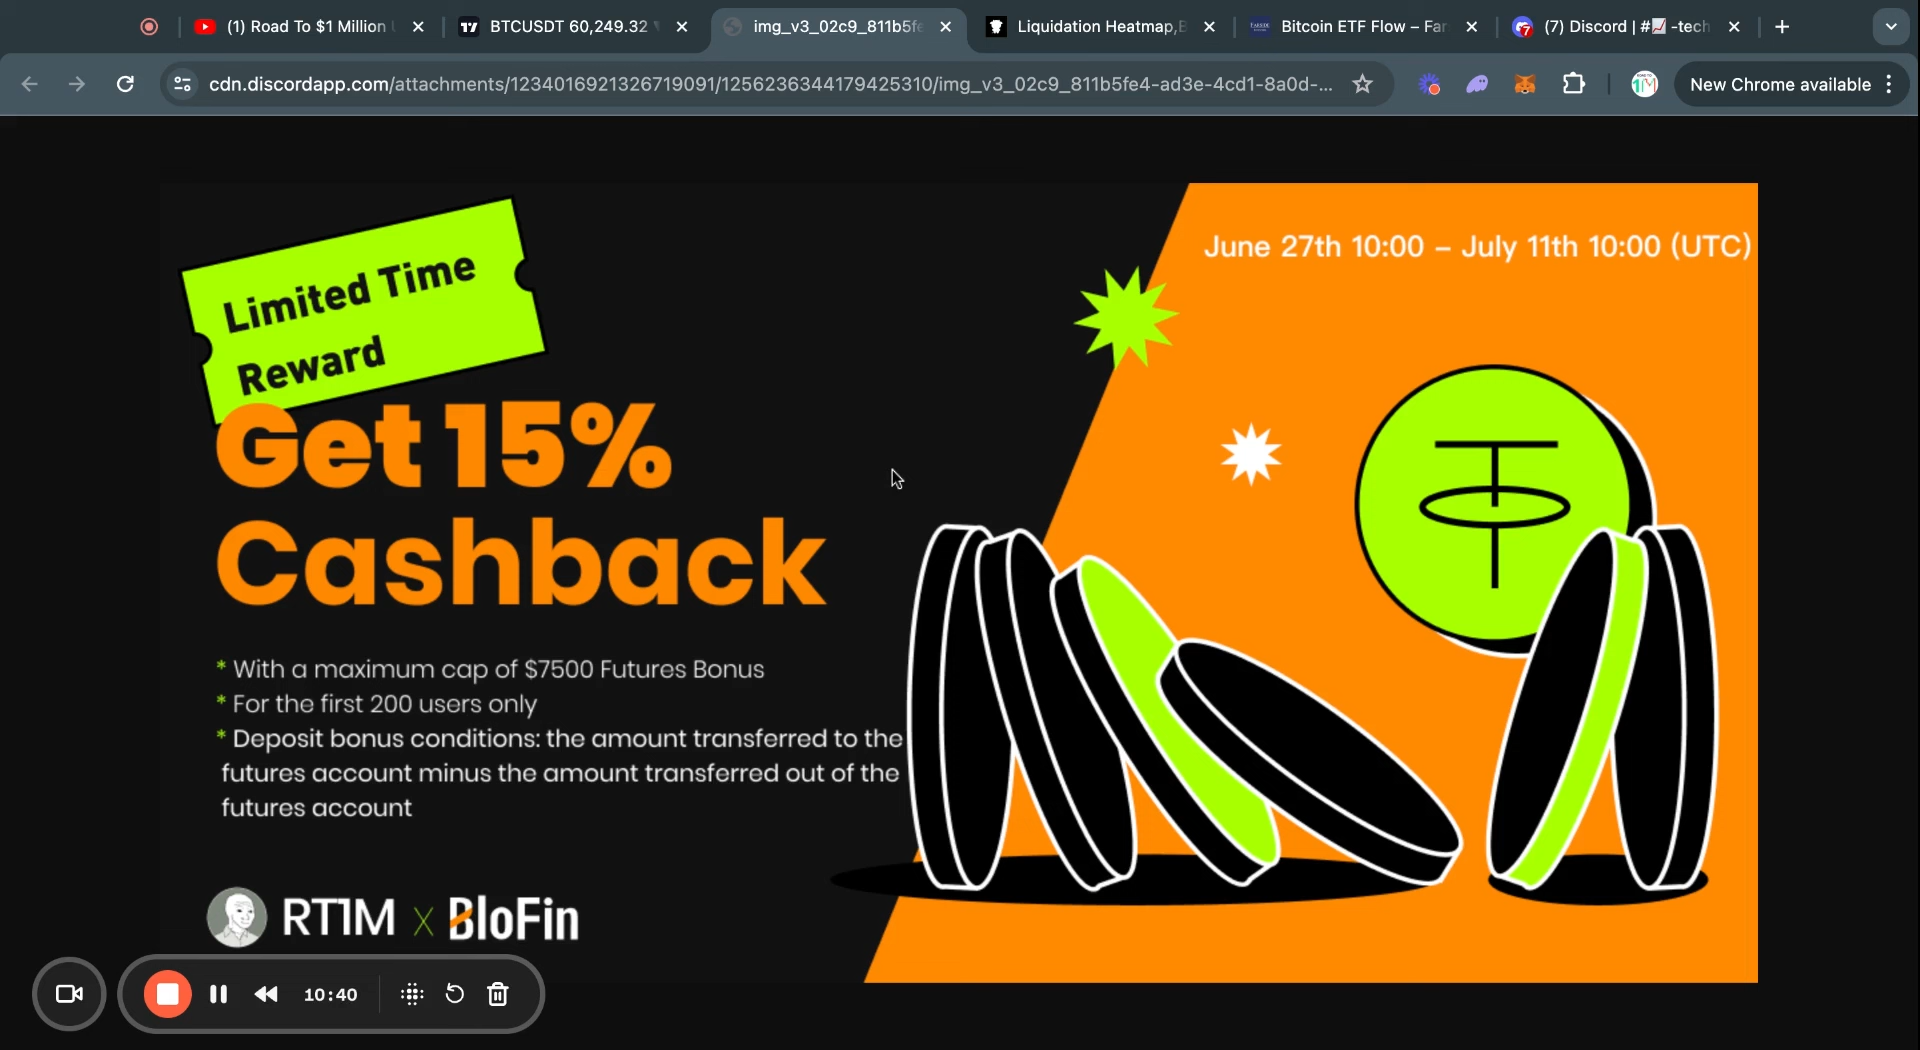 (1) Road To $1 Million
BTCUSDT 60,249.32
img_v3_02c9_811b5fe
Liquidation Heatmap,B
Bitcoin ETF Flow – Far
(7) Discord | #📈 -tech
cdn.discordapp.com/attachments/1234016921326719091/1256236344179425310/img_v3_02c9_811b5fe4-ad3e-4cd1-8a0d-...
New Chrome available
June 27th 10:00 – July 11th 10:00 (UTC)
Limited Time
Reward
Get 15%
Cashback
* With a maximum cap of $7500 Futures Bonus
* For the first 200 users only
* Deposit bonus conditions: the amount transferred to the
futures account minus the amount transferred out of the
futures account
RT1M X BloFin
10:40